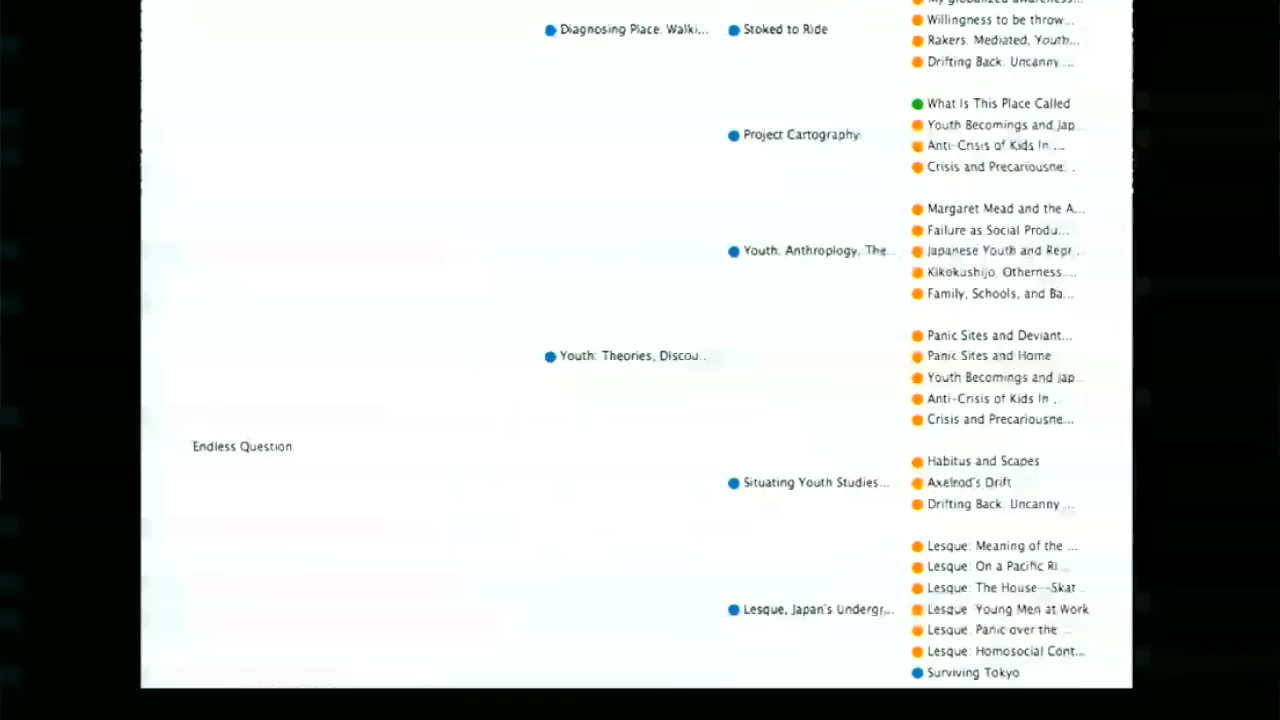 Willingness to be throw...
Diagnosing Place: Walki...
Stoked to Ride
Rakers: Mediated, Youth...
Drifting Back: Uncanny ...
What Is This Place Called
Youth Becomings and Jap...
Project Cartography
Anti-Crisis of Kids In ...
Crisis and Precariousne...
Margaret Mead and the A...
Failure as Social Produ...
Youth: Anthroplogy, The...
Japanese Youth and Repr...
Kikokushijo, Otherness ...
Family, Schools, and Ba...
Panic Sites and Deviant...
Youth: Theories, Discou...
Panic Sites and Home
Youth Becomings and Jap...
Anti-Crisis of Kids In ...
Crisis and Precariousne...
Endless Question
Habitus and Scapes
Situating Youth Studies...
Axelrod's Drift
Drifting Back: Uncanny ...
Lesque: Meaning of the ...
Lesque: On a Pacific Ri...
Lesque: The House--Skat...
Lesque, Japan's Undergr...
Lesque: Young Men at Work
Lesque: Panic over the ...
Lesque: Homosocial Cont...
Surviving Tokyo